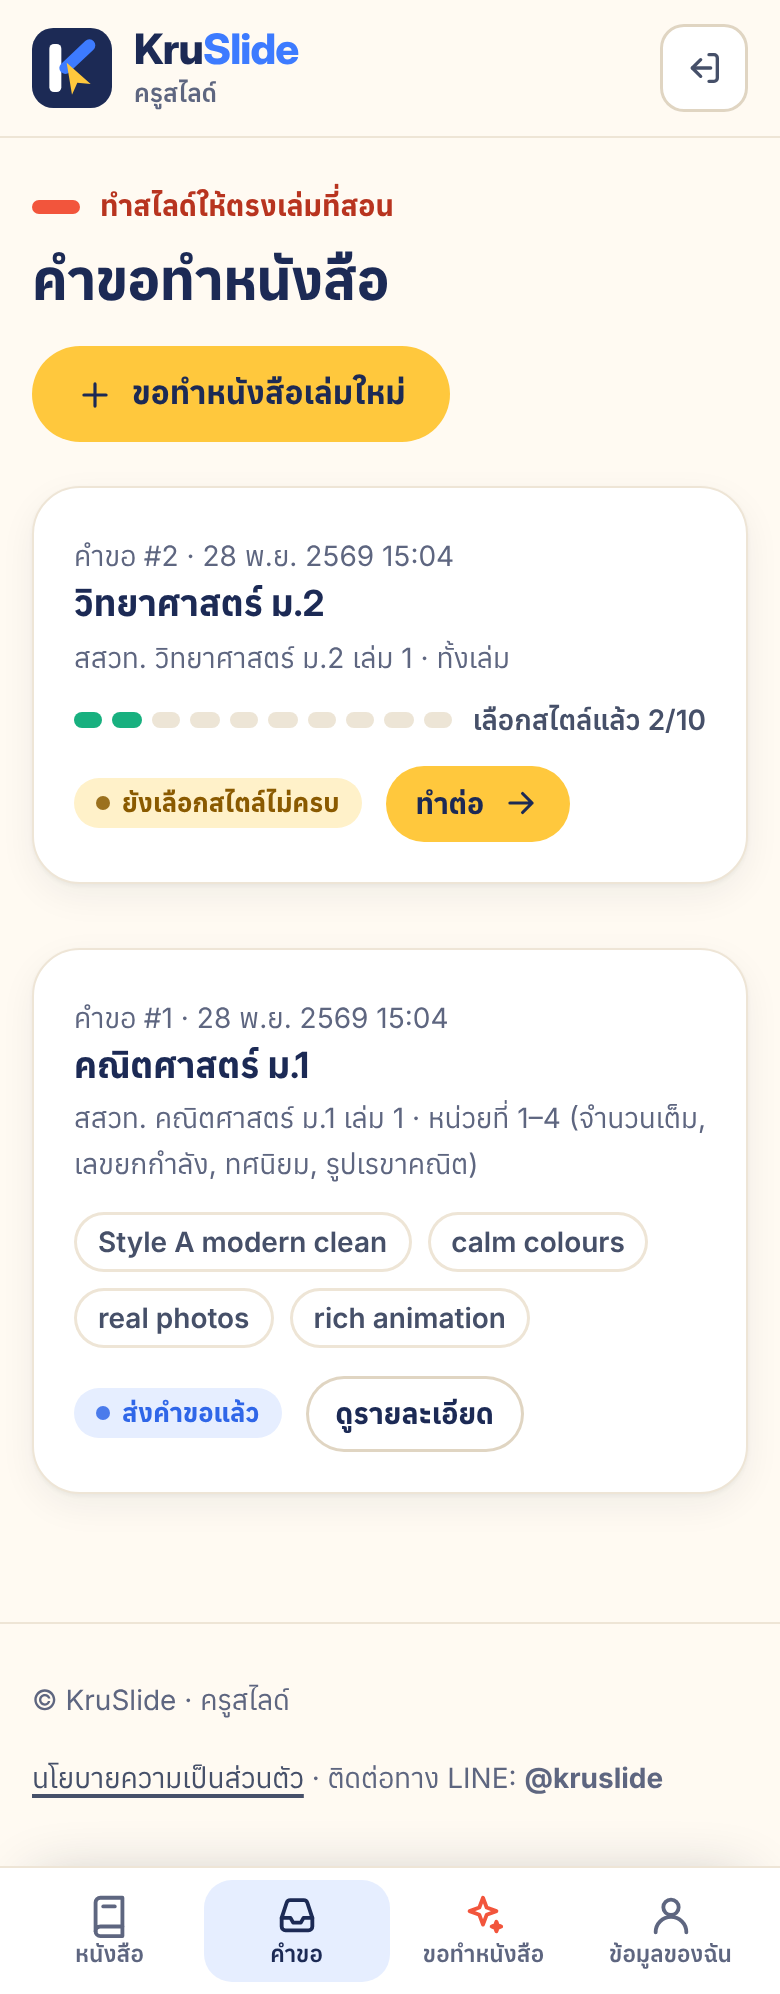 KruSlide
ครูสไลด์
ทำสไลด์ให้ตรงเล่มที่สอน
คำขอทำหนังสือ
ขอทำหนังสือเล่มใหม่
คำขอ #2 · 28 พ.ย. 2569 15:04
วิทยาศาสตร์ ม.2
สสวท. วิทยาศาสตร์ ม.2 เล่ม 1 · ทั้งเล่ม
เลือกสไตล์แล้ว 2/10
ยังเลือกสไตล์ไม่ครบ
ทำต่อ →
คำขอ #1 · 28 พ.ย. 2569 15:04
คณิตศาสตร์ ม.1
สสวท. คณิตศาสตร์ ม.1 เล่ม 1 · หน่วยที่ 1–4 (จำนวนเต็ม,
เลขยกกำลัง, ทศนิยม, รูปเรขาคณิต)
Style A modern clean
calm colours
real photos
rich animation
ส่งคำขอแล้ว
ดูรายละเอียด
© KruSlide · ครูสไลด์
นโยบายความเป็นส่วนตัว · ติดต่อทาง LINE: @kruslide
หนังสือ
คำขอ
ขอทำหนังสือ
ข้อมูลของฉัน